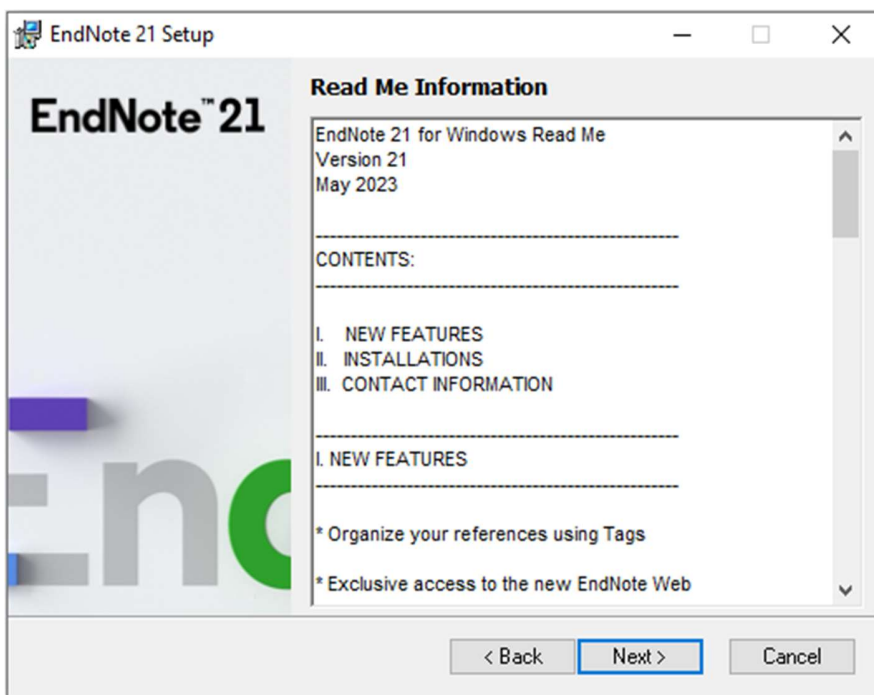 EndNote 21 Setup
EndNote™21
Read Me Information
EndNote 21 for Windows Read Me
Version 21
May 2023
----------------------------------------------------
CONTENTS:
----------------------------------------------------
I. NEW FEATURES
II. INSTALLATIONS
III. CONTACT INFORMATION
----------------------------------------------------
I. NEW FEATURES
----------------------------------------------------
* Organize your references using Tags
* Exclusive access to the new EndNote Web
< Back
Next >
Cancel